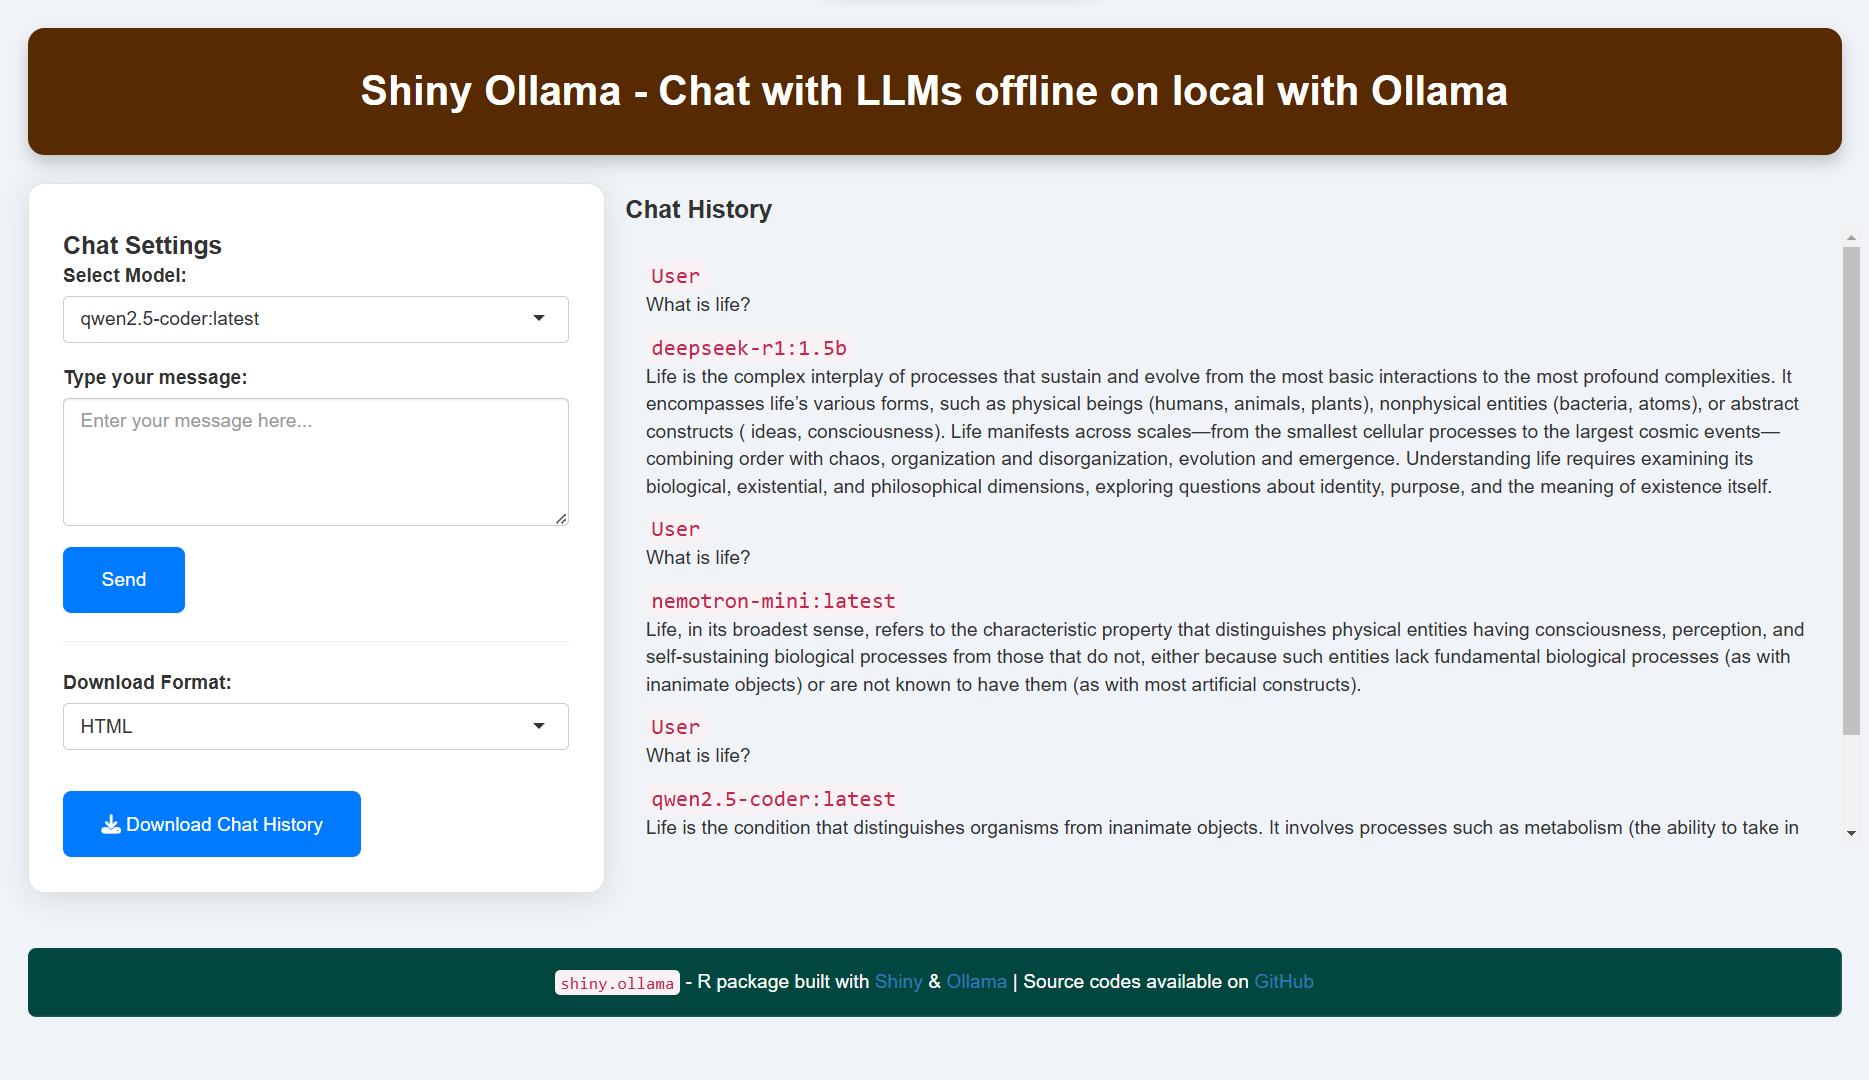 Shiny Ollama - Chat with LLMs offline on local with Ollama
Chat Settings
Select Model:
qwen2.5-coder:latest
Type your message:
Enter your message here...
Send
Download Format:
HTML
Download Chat History
Chat History
User
What is life?
deepseek-r1:1.5b
Life is the complex interplay of processes that sustain and evolve from the most basic interactions to the most profound complexities. It
encompasses life’s various forms, such as physical beings (humans, animals, plants), nonphysical entities (bacteria, atoms), or abstract
constructs ( ideas, consciousness). Life manifests across scales—from the smallest cellular processes to the largest cosmic events—
combining order with chaos, organization and disorganization, evolution and emergence. Understanding life requires examining its
biological, existential, and philosophical dimensions, exploring questions about identity, purpose, and the meaning of existence itself.
User
What is life?
nemotron-mini:latest
Life, in its broadest sense, refers to the characteristic property that distinguishes physical entities having consciousness, perception, and
self-sustaining biological processes from those that do not, either because such entities lack fundamental biological processes (as with
inanimate objects) or are not known to have them (as with most artificial constructs).
User
What is life?
qwen2.5-coder:latest
Life is the condition that distinguishes organisms from inanimate objects. It involves processes such as metabolism (the ability to take in
shiny.ollama - R package built with Shiny & Ollama | Source codes available on GitHub